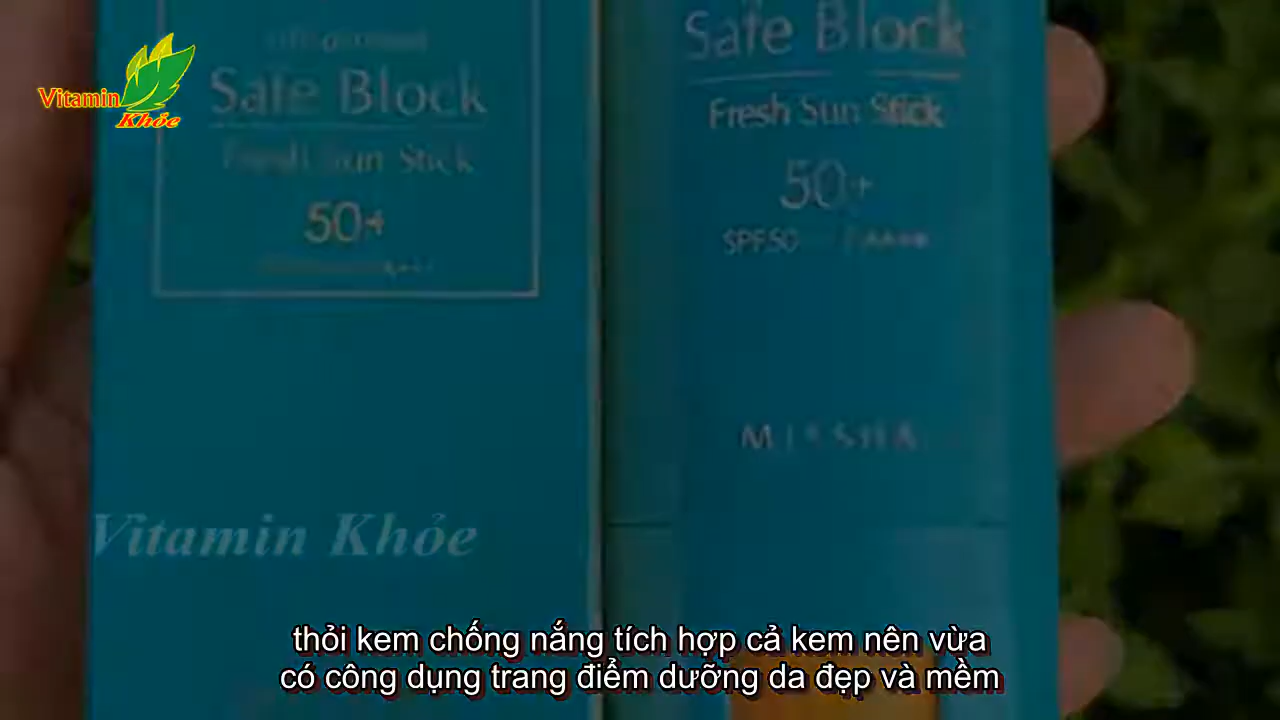 Vitamin
Khỏe
Safe Block
Fresh Sun Stick
50+
Safe Block
Fresh Sun Stick
50+
SPF50
MISSHA
Vitamin Khỏe
thỏi kem chống nắng tích hợp cả kem nên vừa
có công dụng trang điểm dưỡng da đẹp và mềm